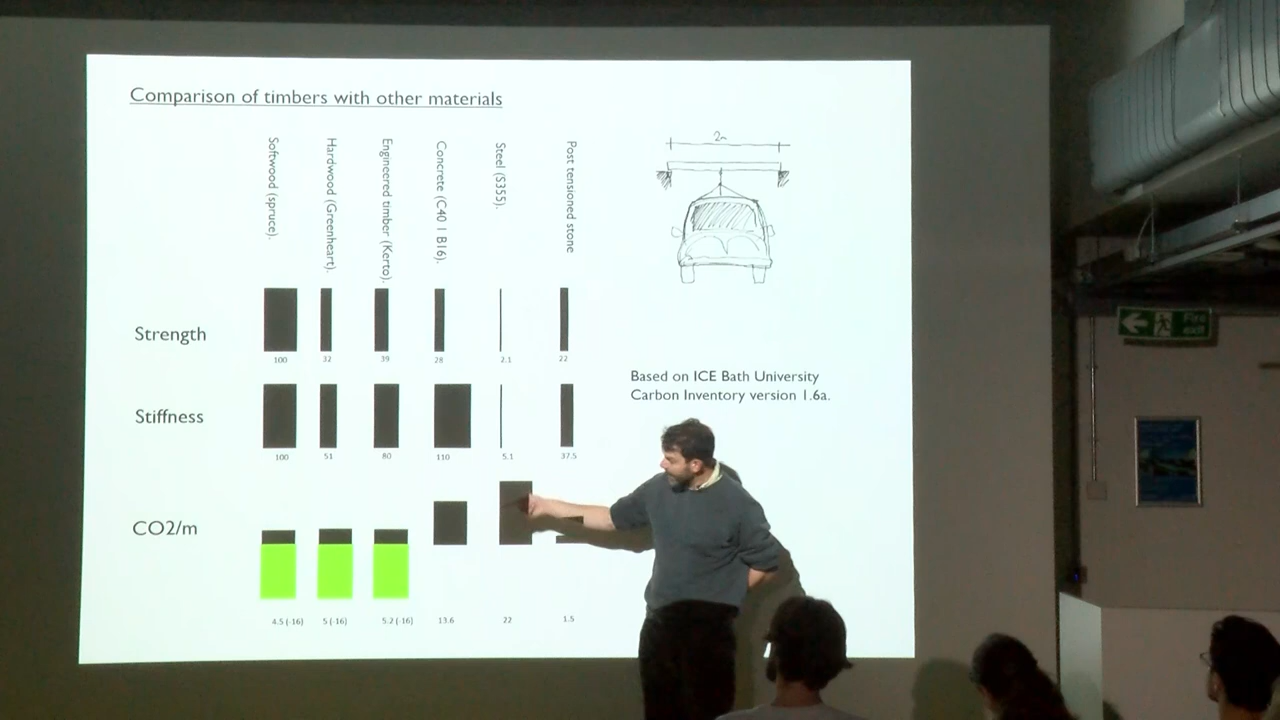 Comparison of timbers with other materials
Softwood (spruce).
Hardwood (Greenheart).
Engineered timber (Kerto).
Concrete (C40 | B16).
Steel (S355).
Post tensioned stone
2m
Strength
100 32 39 28 2.1 22
Based on ICE Bath University
Carbon Inventory version 1.6a.
Stiffness
100 51 80 110 5.1 37.5
CO2/m
4.5 (-16) 5 (-16) 5.2 (-16) 13.6 22 1.5
Fire
exit